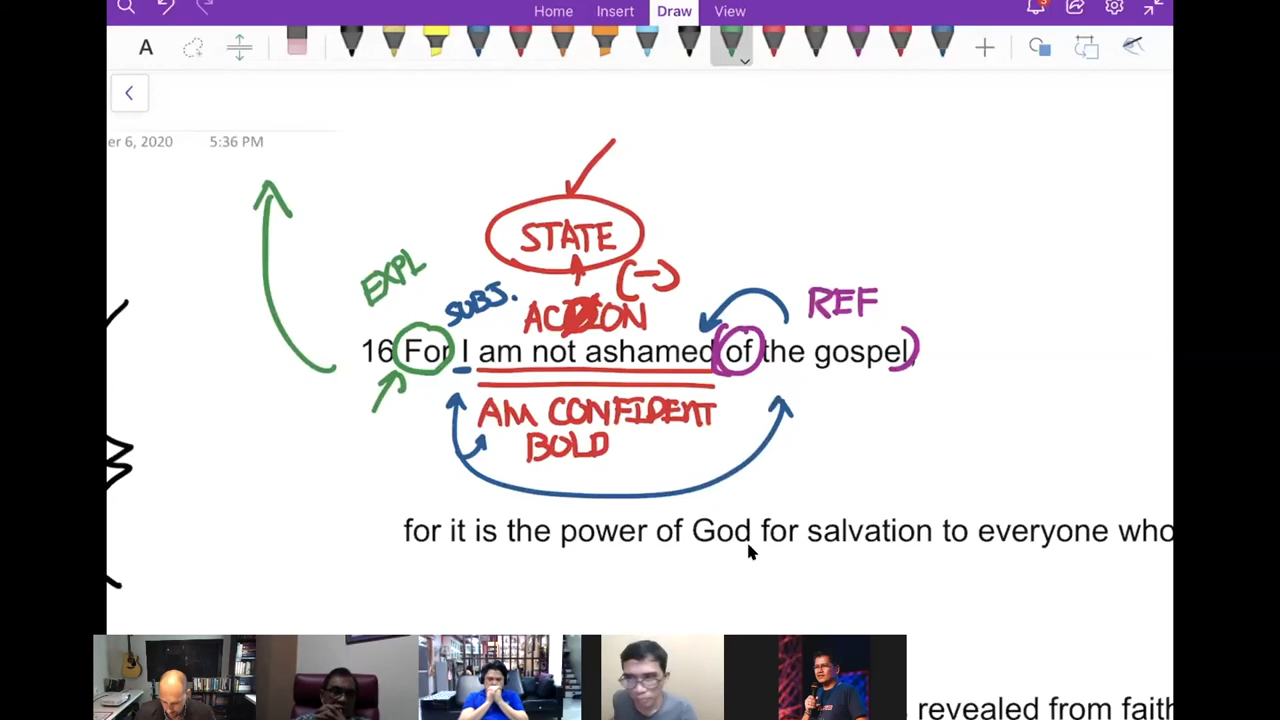 Home Insert Draw View
A
er 6, 2020 5:36 PM
STATE
(-)
EXPL
SUBJ.
ACTION
REF
16 For I am not ashamed (of the gospel),
AM CONFIDENT
BOLD
for it is the power of God for salvation to everyone who
revealed from faith